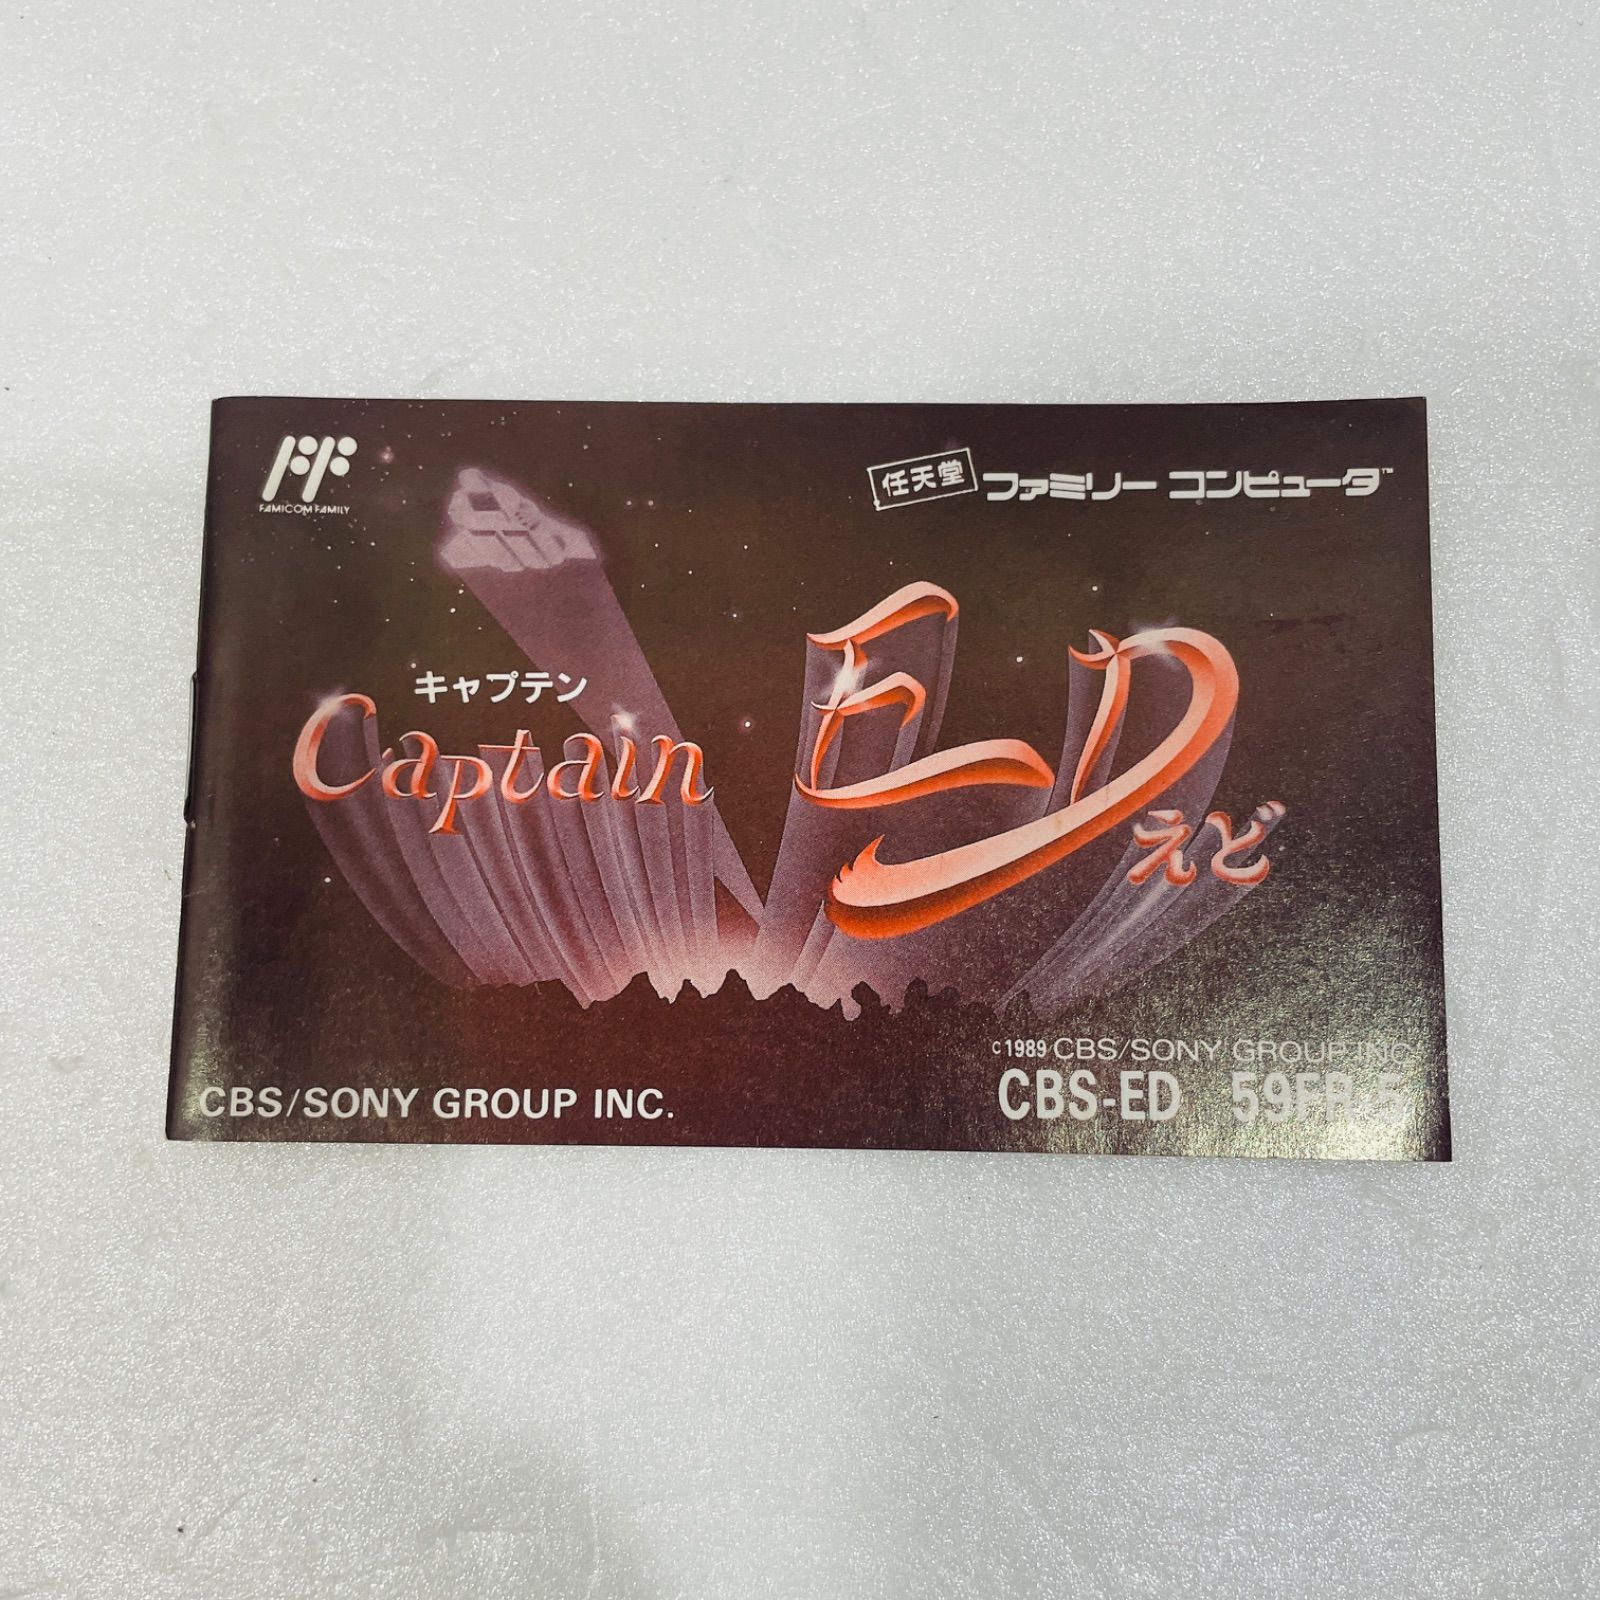 FAMICOM FAMILY
任天堂 ファミリー コンピュータ™
キャプテン
Captain ED
えど
©1989 CBS/SONY GROUP INC.
CBS/SONY GROUP INC.
CBS-ED 59FR-5